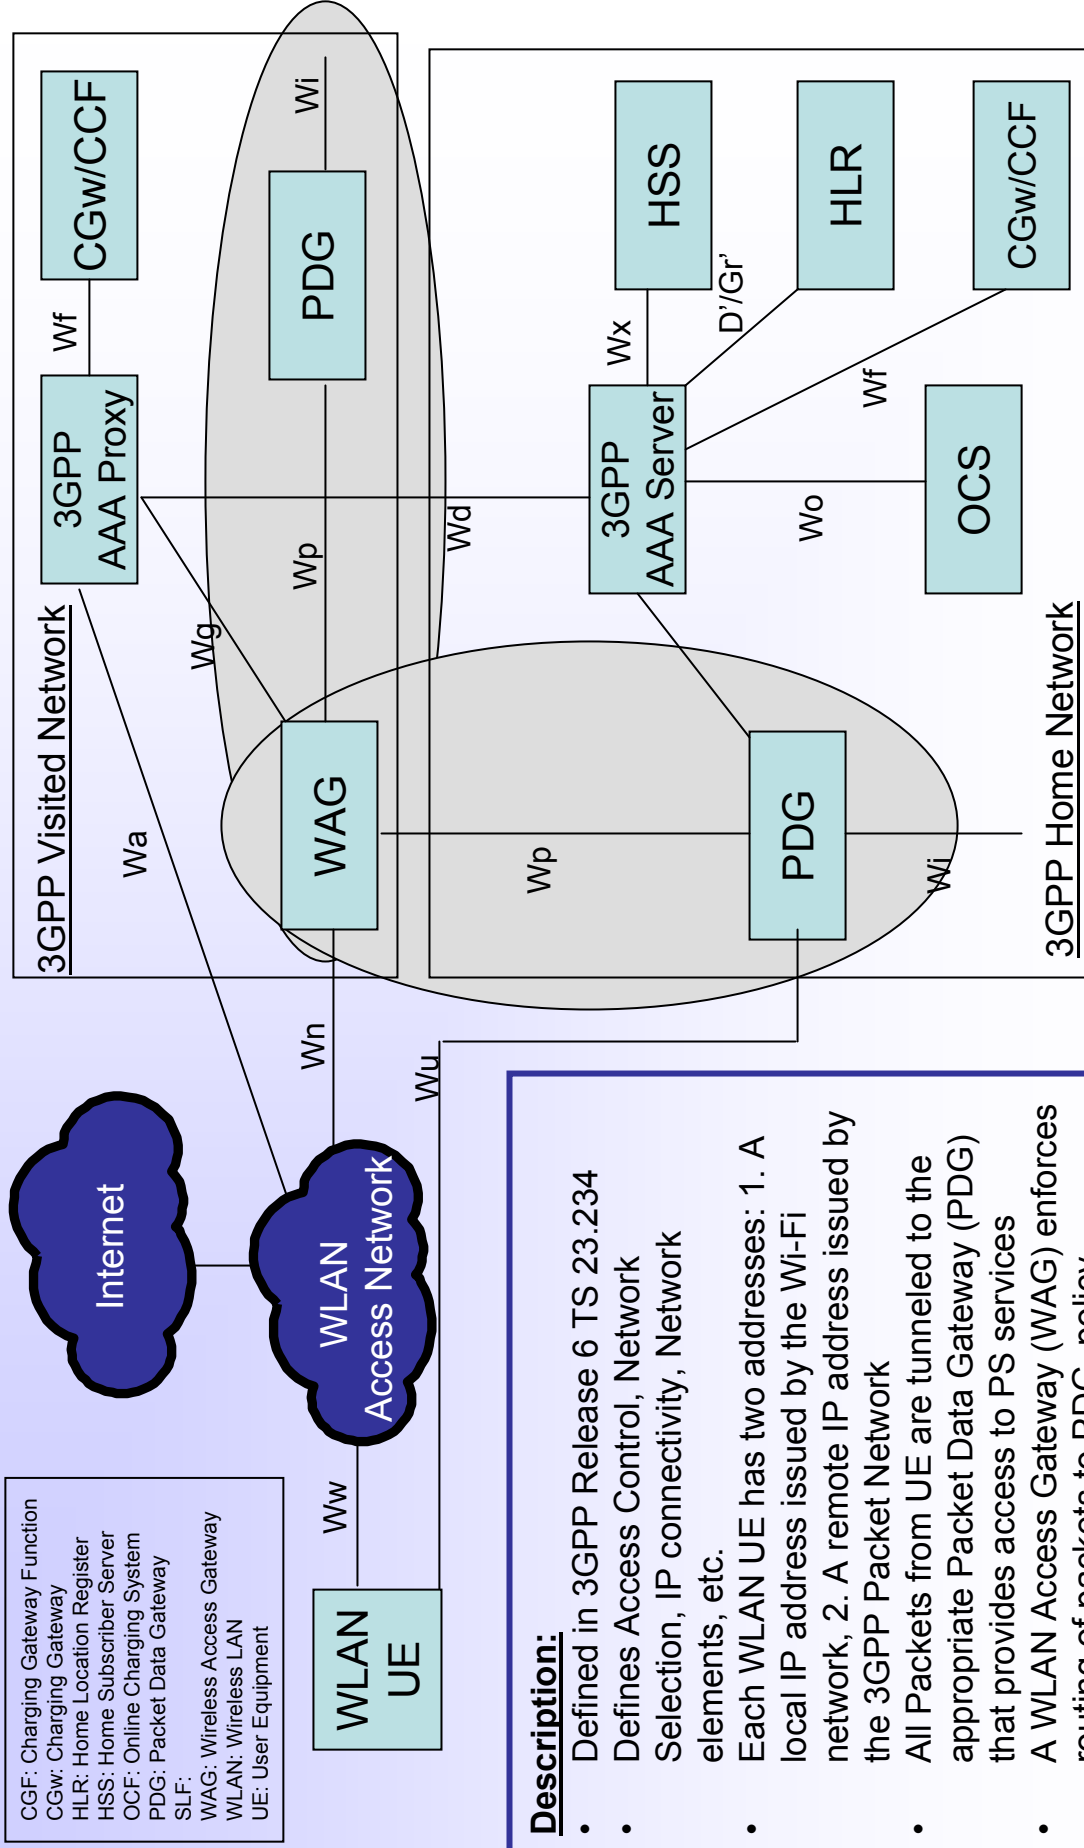 3GPP Visited Network
3GPP
AAA Proxy
Wf
CGw/CCF
Internet
Wa
Wg
PDG
Wi
Wp
WLAN
Access Network
Wn
WAG
Wd
WLAN
UE
Ww
Wu
Wp
3GPP
AAA Server
Wx
HSS
D'/Gr'
HLR
Wf
CGw/CCF
Wo
OCS
PDG
Wi
3GPP Home Network
CGF: Charging Gateway Function
CGw: Charging Gateway
HLR: Home Location Register
HSS: Home Subscriber Server
OCF: Online Charging System
PDG: Packet Data Gateway
SLF:
WAG: Wireless Access Gateway
WLAN: Wireless LAN
UE: User Equipment
Description:
• Defined in 3GPP Release 6 TS 23.234
• Defines Access Control, Network
Selection, IP connectivity, Network
elements, etc.
• Each WLAN UE has two addresses: 1. A
local IP address issued by the Wi-Fi
network, 2. A remote IP address issued by
the 3GPP Packet Network
• All Packets from UE are tunneled to the
appropriate Packet Data Gateway (PDG)
that provides access to PS services
• A WLAN Access Gateway (WAG) enforces
routing of packets to PDG, policy